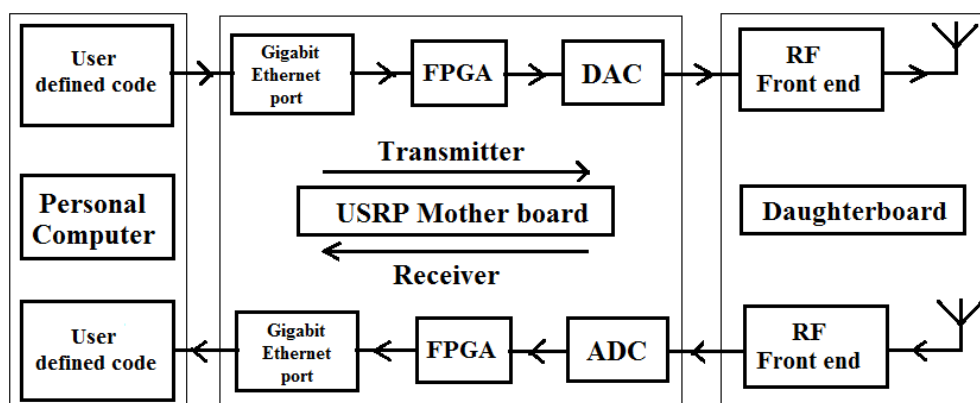 User
defined code
Gigabit
Ethernet
port
FPGA
DAC
RF
Front end
Transmitter
Personal
Computer
USRP Mother board
Daughterboard
Receiver
User
defined code
Gigabit
Ethernet
port
FPGA
ADC
RF
Front end